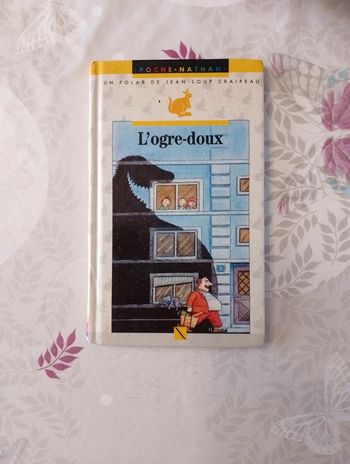 POCHE•NATHAN
UN POLAR DE JEAN-LOUP CRAIPEAU
L'ogre-doux